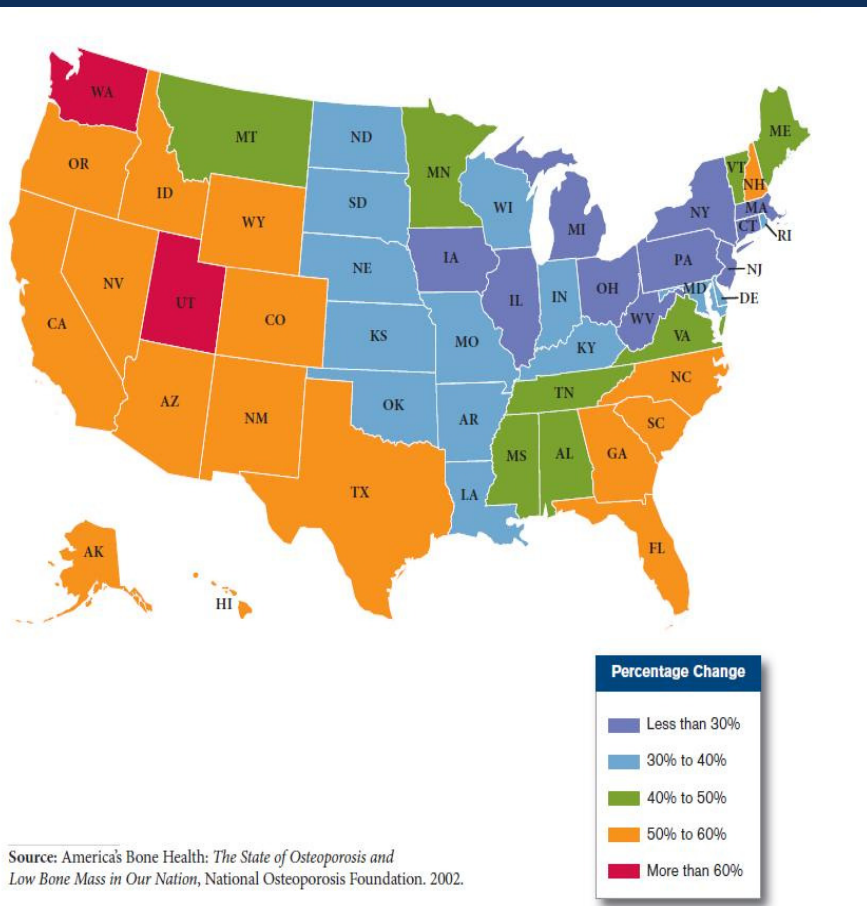 WA
MT
ND
MN
ME
OR
ID
SD
WI
VT
NH
WY
MI
NY
MA
CT
RI
NV
NE
IA
PA
NJ
UT
CO
IL
IN
OH
MD
DE
CA
KS
MO
WV
VA
KY
AZ
NM
OK
AR
TN
NC
SC
TX
LA
MS
AL
GA
FL
AK
HI
Percentage Change
Less than 30%
30% to 40%
40% to 50%
50% to 60%
More than 60%
Source: America's Bone Health: The State of Osteoporosis and
Low Bone Mass in Our Nation, National Osteoporosis Foundation. 2002.